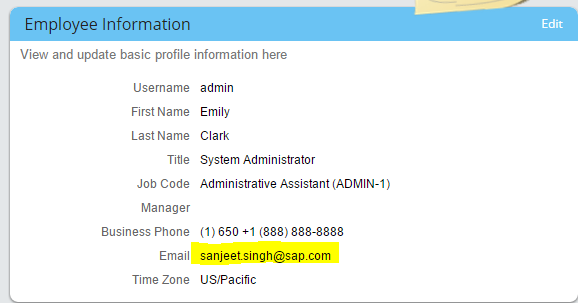 Employee Information Edit
View and update basic profile information here
Username admin
First Name Emily
Last Name Clark
Title System Administrator
Job Code Administrative Assistant (ADMIN-1)
Manager
Business Phone (1) 650 +1 (888) 888-8888
Email sanjeet.singh@sap.com
Time Zone US/Pacific